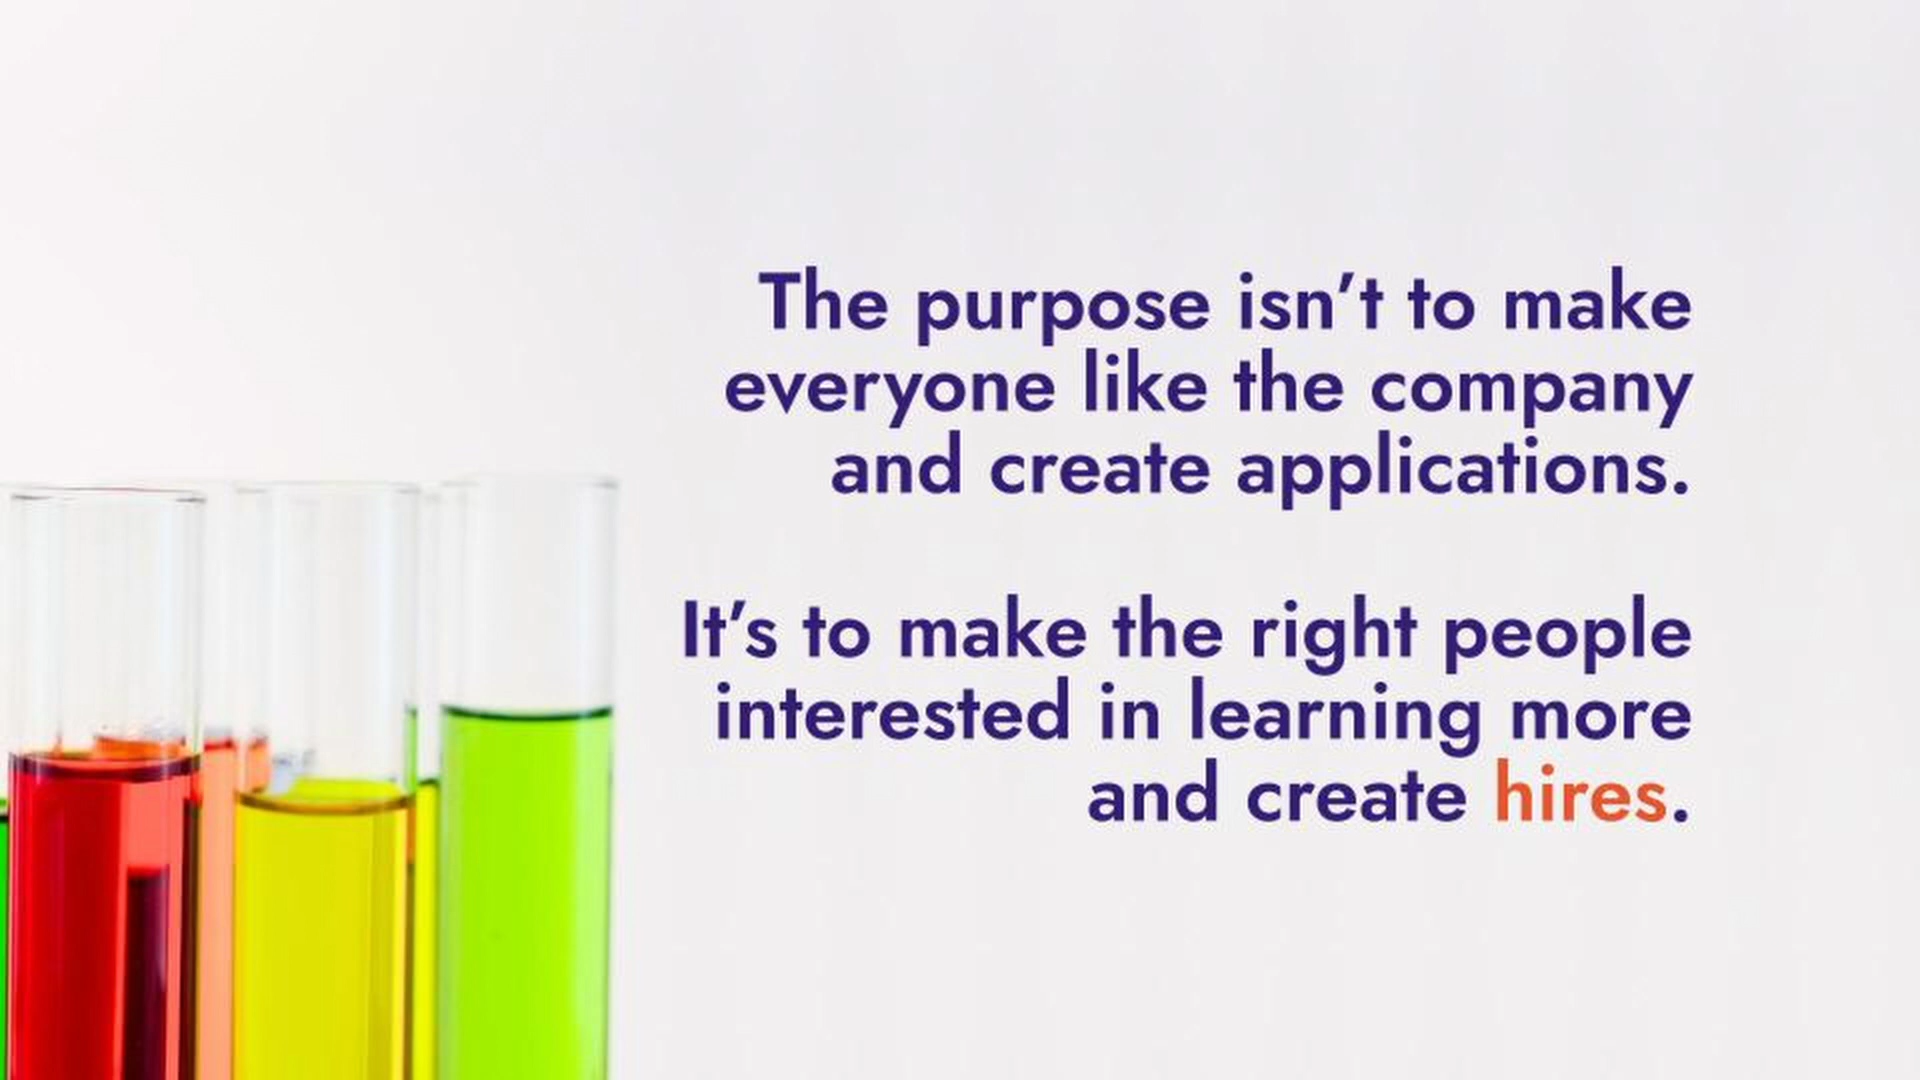 The purpose isn’t to make
everyone like the company
and create applications.
It’s to make the right people
interested in learning more
and create hires.